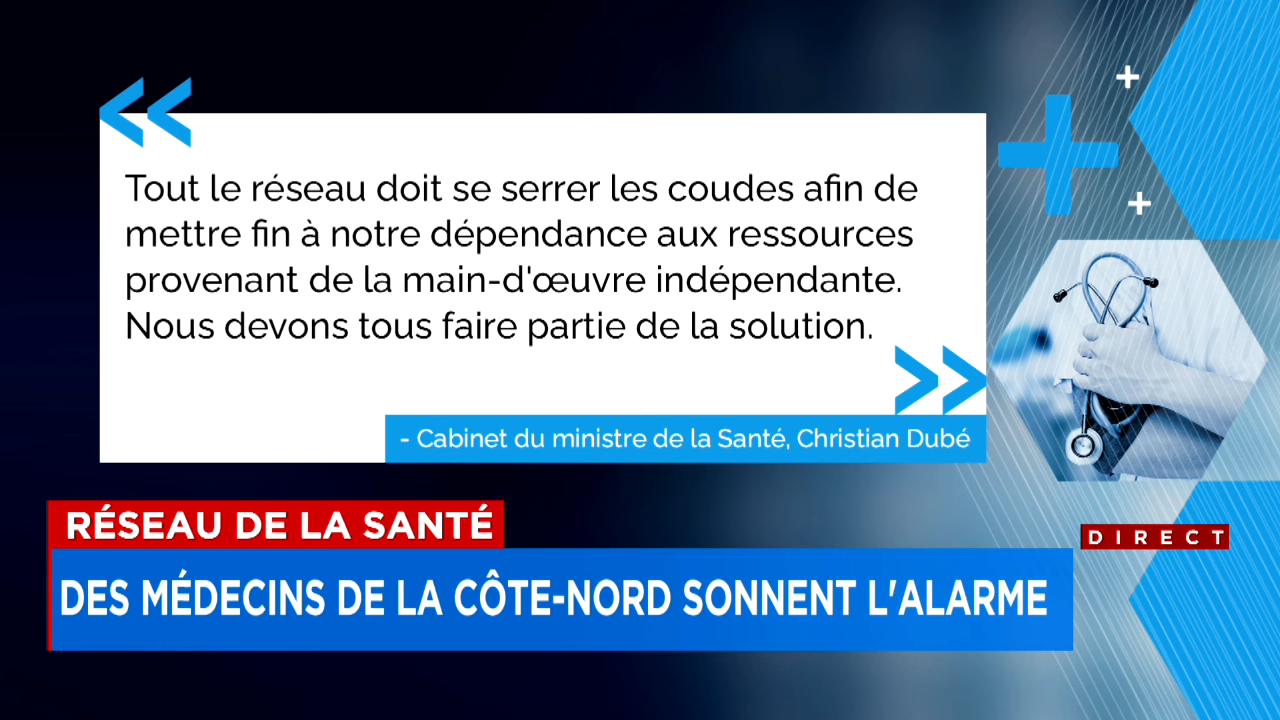 Tout le réseau doit se serrer les coudes afin de
mettre fin à notre dépendance aux ressources
provenant de la main-d'œuvre indépendante.
Nous devons tous faire partie de la solution.
- Cabinet du ministre de la Santé, Christian Dubé
RÉSEAU DE LA SANTÉ
DIRECT
DES MÉDECINS DE LA CÔTE-NORD SONNENT L'ALARME